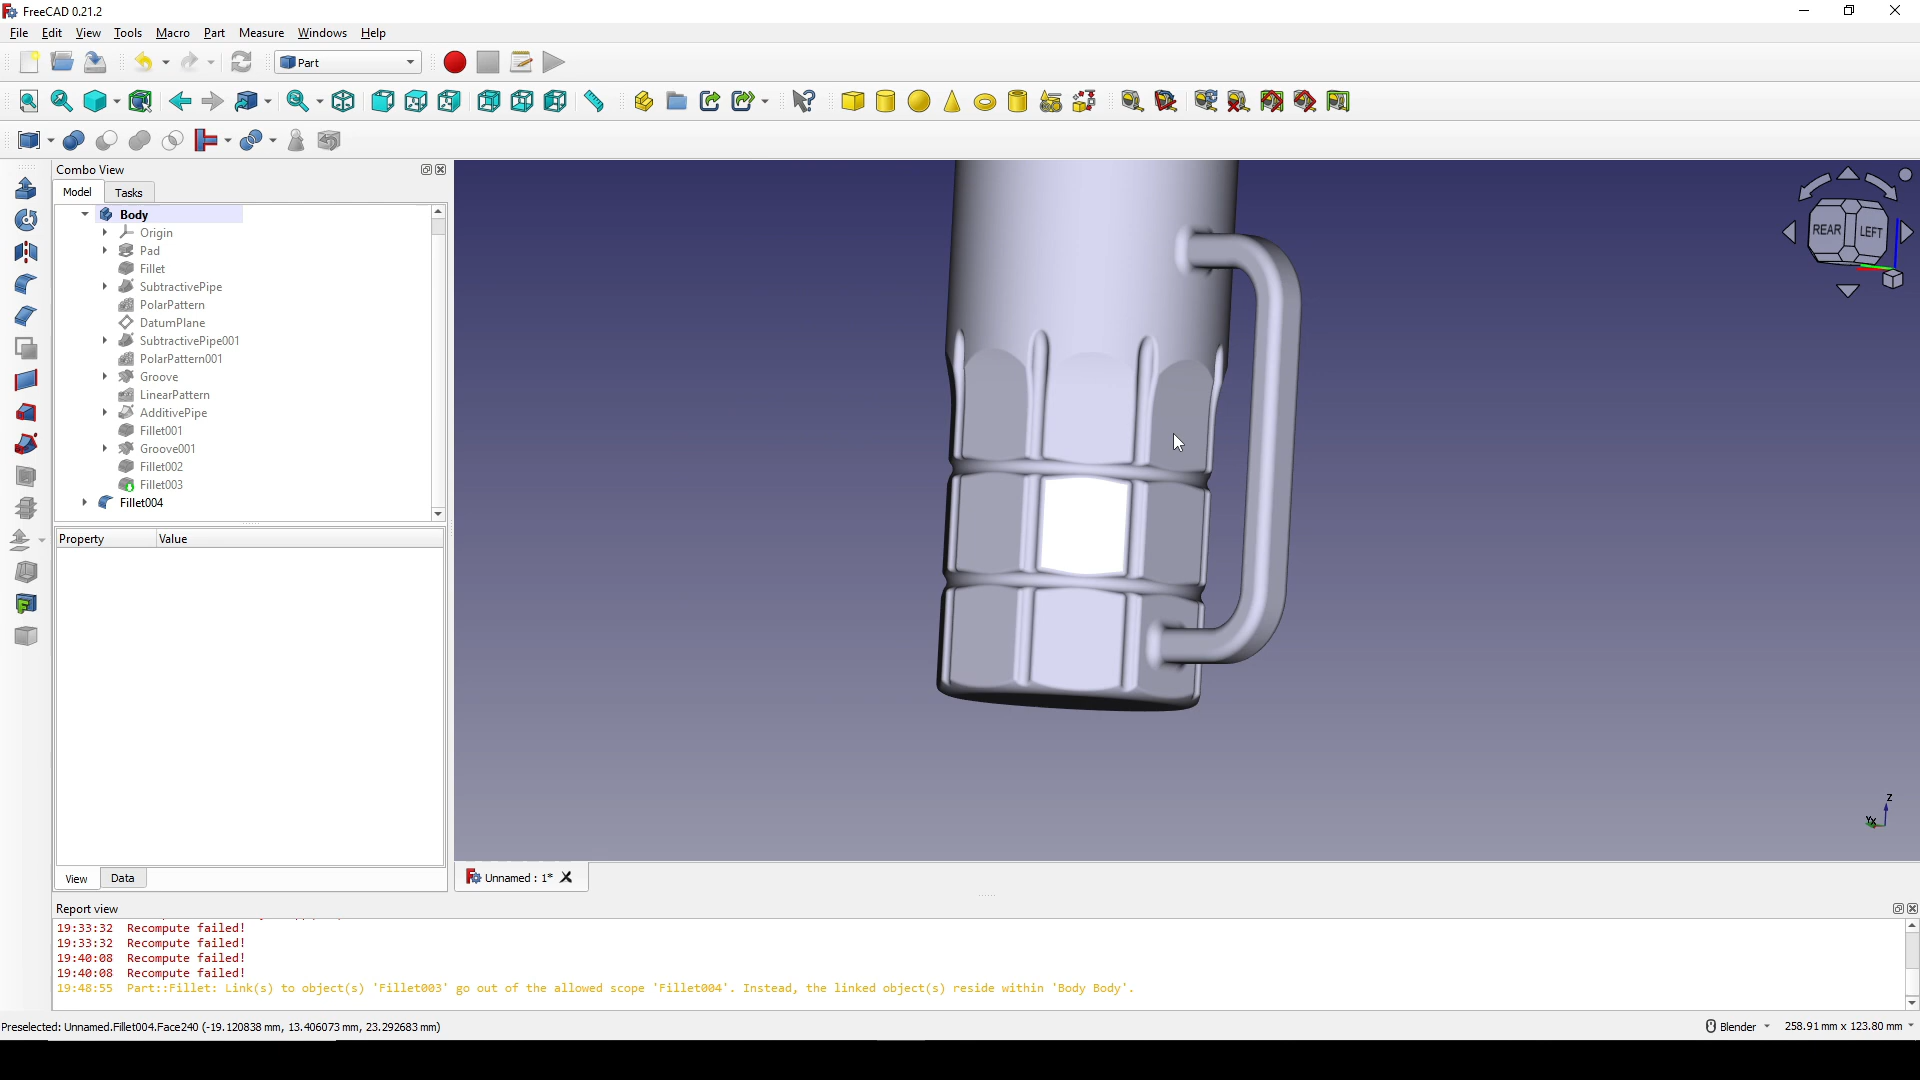 FreeCAD 0.21.2
File Edit View Tools Macro Part Measure Windows Help
Part
Combo View
Model Tasks
Body
Origin
Pad
Fillet
SubtractivePipe
PolarPattern
DatumPlane
SubtractivePipe001
PolarPattern001
Groove
LinearPattern
AdditivePipe
Fillet001
Groove001
Fillet002
Fillet003
Fillet004
Property Value
View Data
REAR LEFT
Z
Unnamed : 1*
Report view
19:33:32 Recompute failed!
19:33:32 Recompute failed!
19:40:08 Recompute failed!
19:40:08 Recompute failed!
19:48:55 Part::Fillet: Link(s) to object(s) 'Fillet003' go out of the allowed scope 'Fillet004'. Instead, the linked object(s) reside within 'Body Body'.
Preselected: Unnamed.Fillet004.Face240 (-19.120838 mm, 13.406073 mm, 23.292683 mm)
Blender 258.91 mm x 123.80 mm